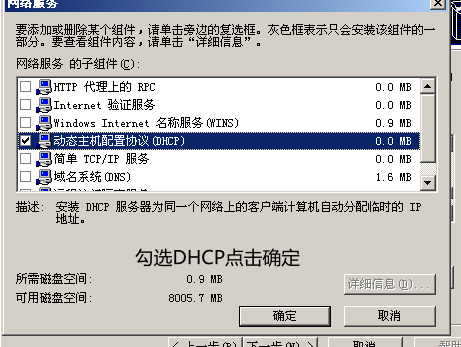 网络服务
要添加或删除某个组件,请单击旁边的复选框。灰色框表示只会安装该组件的一
部分。要查看组件内容,请单击“详细信息”。
网络服务 的子组件(C):
HTTP 代理上的 RPC 0.0 MB
Internet 验证服务 0.0 MB
Windows Internet 名称服务(WINS) 0.9 MB
动态主机配置协议(DHCP) 0.0 MB
简单 TCP/IP 服务 0.0 MB
域名系统(DNS) 1.6 MB
描述: 安装 DHCP 服务器为同一个网络上的客户端计算机自动分配临时的 IP
地址。
勾选DHCP点击确定
所需磁盘空间: 0.9 MB
可用磁盘空间: 8005.7 MB
详细信息(D)...
确定 取消
< 上一步(B) 下一步(N) > 取消 帮助